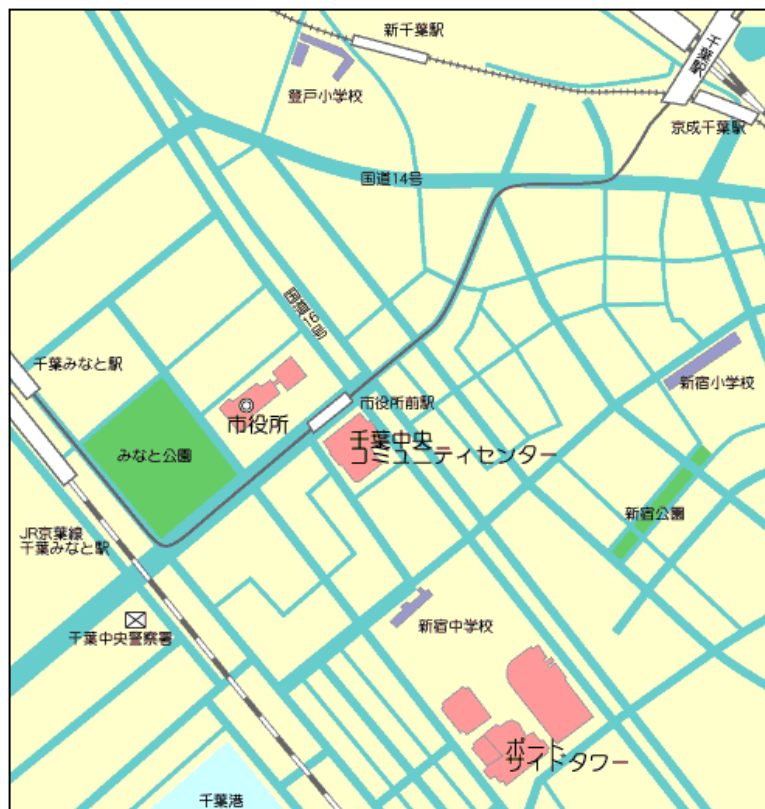 新千葉駅
千葉駅
登戸小学校
京成千葉駅
国道14号
国道16号
千葉みなと駅
市役所前駅
新宿小学校
市役所
千葉中央
コミュニティセンター
みなと公園
新宿公園
JR京葉線
千葉みなと駅
千葉中央警察署
新宿中学校
ポート
サイドタワー
千葉港